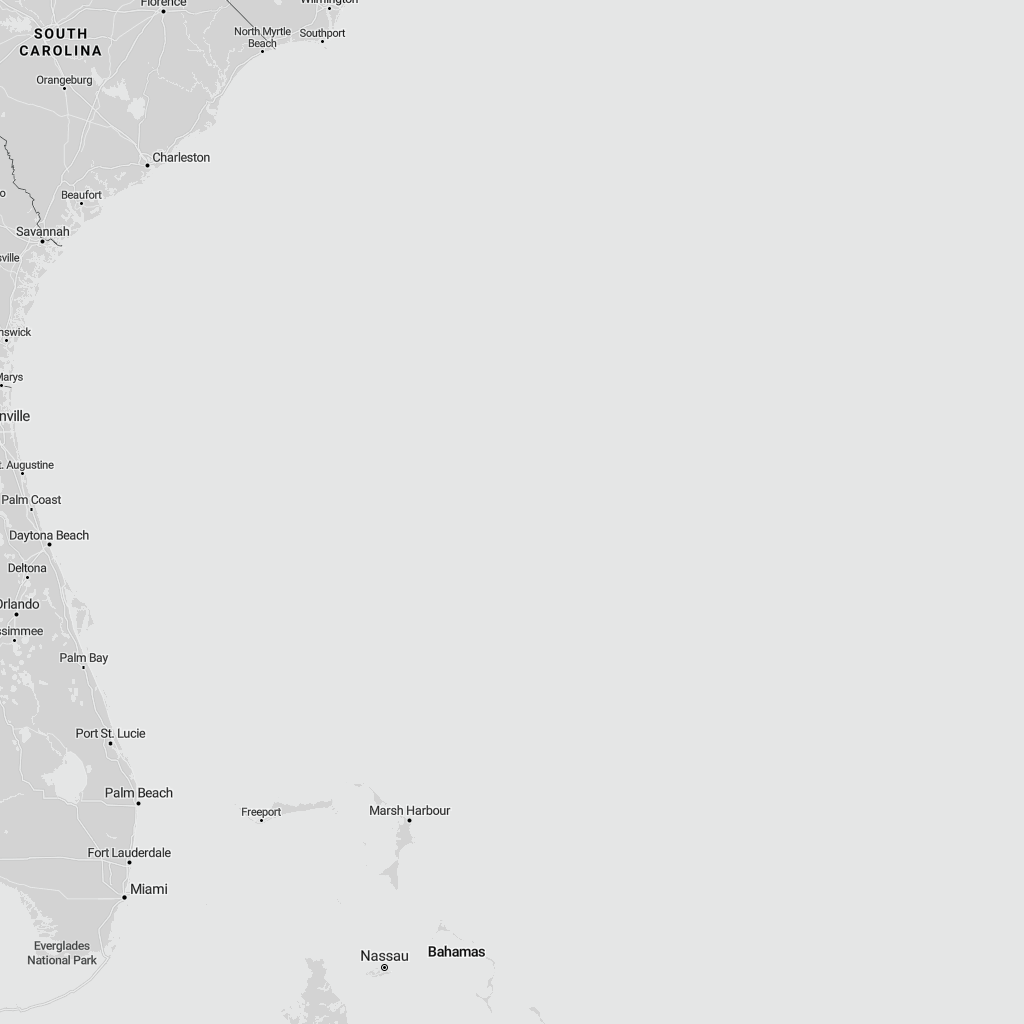 Wilmington
Florence
SOUTH
CAROLINA
North Myrtle
Beach
Southport
Orangeburg
Charleston
Beaufort
o
Savannah
sville
nswick
Marys
nville
t. Augustine
Palm Coast
Daytona Beach
Deltona
Orlando
ssimmee
Palm Bay
Port St. Lucie
Palm Beach
Freeport
Marsh Harbour
Fort Lauderdale
Miami
Everglades
National Park
Nassau
Bahamas